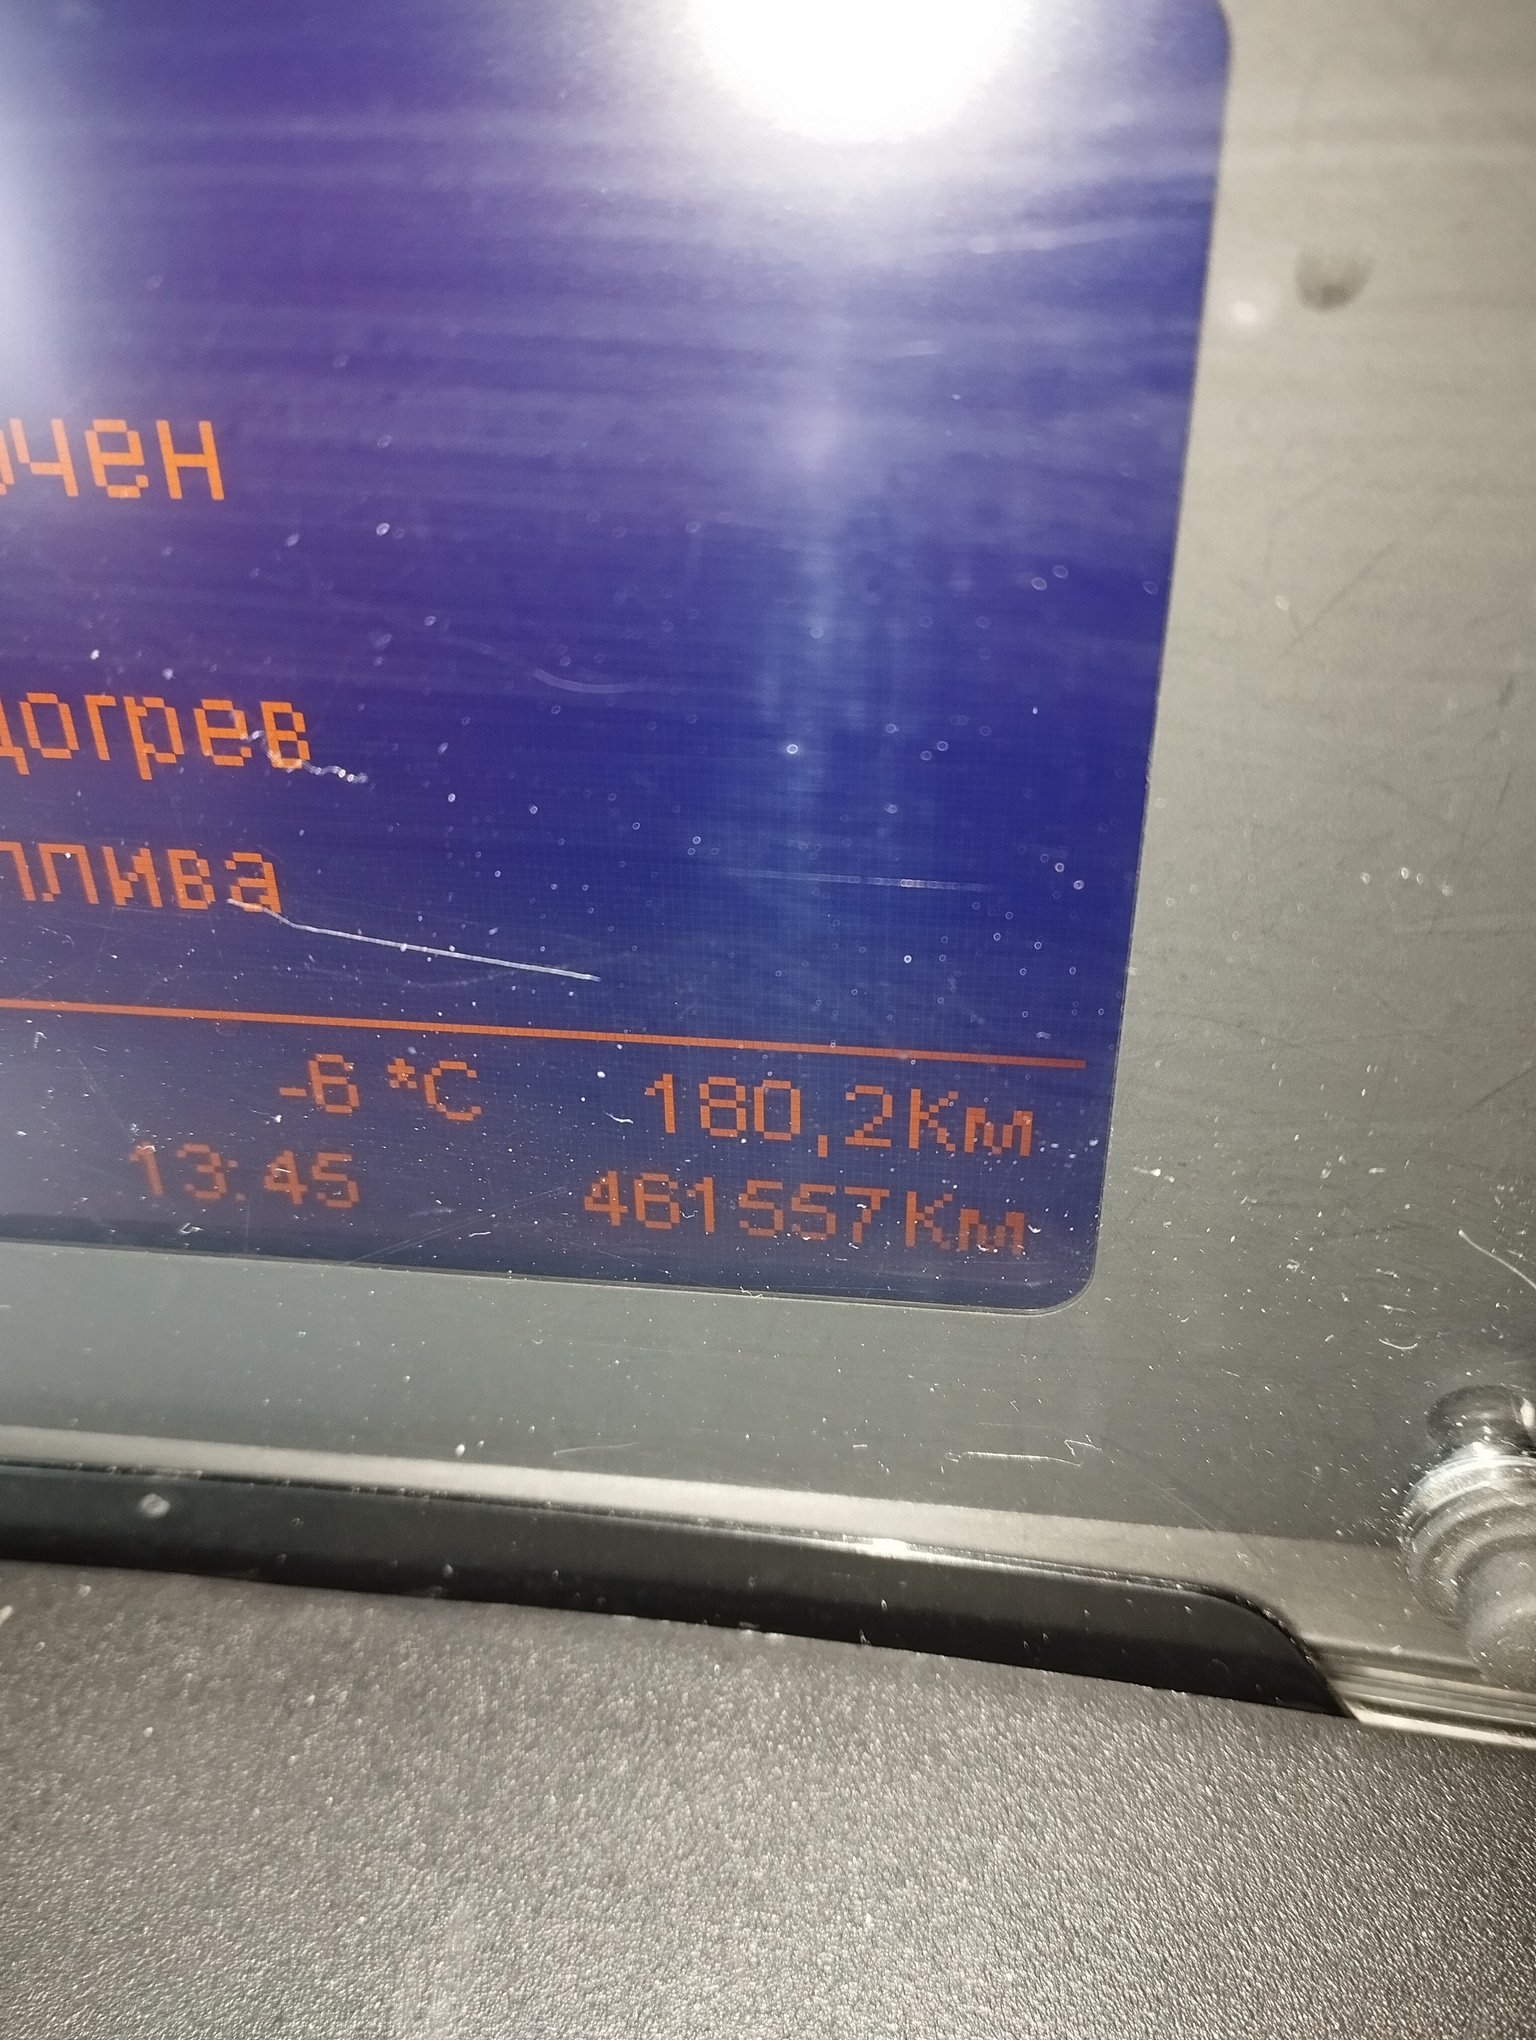 очен
догрев
плива
-6 *C 180,2Км
13:45 461557Км